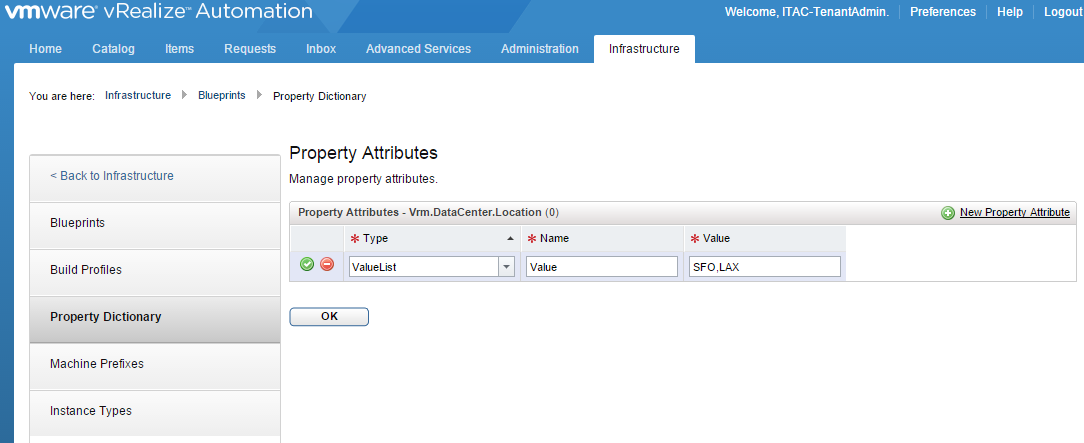 vmware® vRealize™ Automation
Welcome, ITAC-TenantAdmin. Preferences Help Logout
Home Catalog Items Requests Inbox Advanced Services Administration Infrastructure
You are here: Infrastructure Blueprints Property Dictionary
< Back to Infrastructure
Blueprints
Build Profiles
Property Dictionary
Machine Prefixes
Instance Types
Property Attributes
Manage property attributes.
Property Attributes - Vrm.DataCenter.Location (0) New Property Attribute
* Type * Name * Value
ValueList Value SFO,LAX
OK